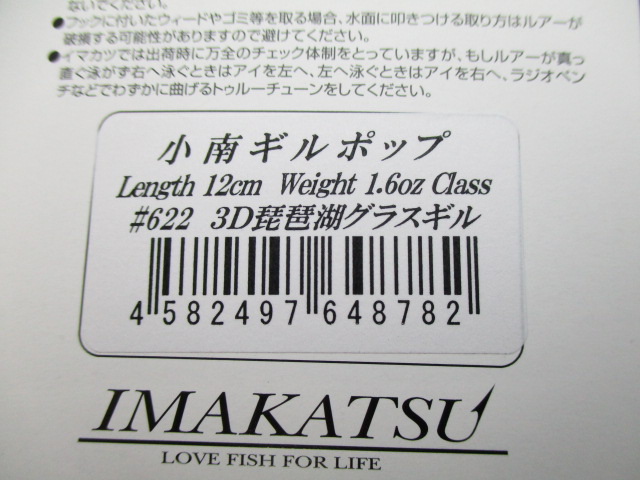 ないでください。
●フックに付いたウィードやゴミ等を取る場合、水面に叩きつける取り方はルアーが
破損する可能性がありますので避けてください。
●イマカツでは出荷時に万全のチェック体制をとっていますが、もしルアーが真っ
直ぐ泳がず右へ泳ぐときはアイを左へ、左へ泳ぐときはアイを右へ、ラジオペン
チなどでわずかに曲げるトゥルーチューンをしてください。
小南ギルポップ
Length 12cm Weight 1.6oz Class
#622 3D琵琶湖グラスギル
4 582497 648782
IMAKATSU
LOVE FISH FOR LIFE